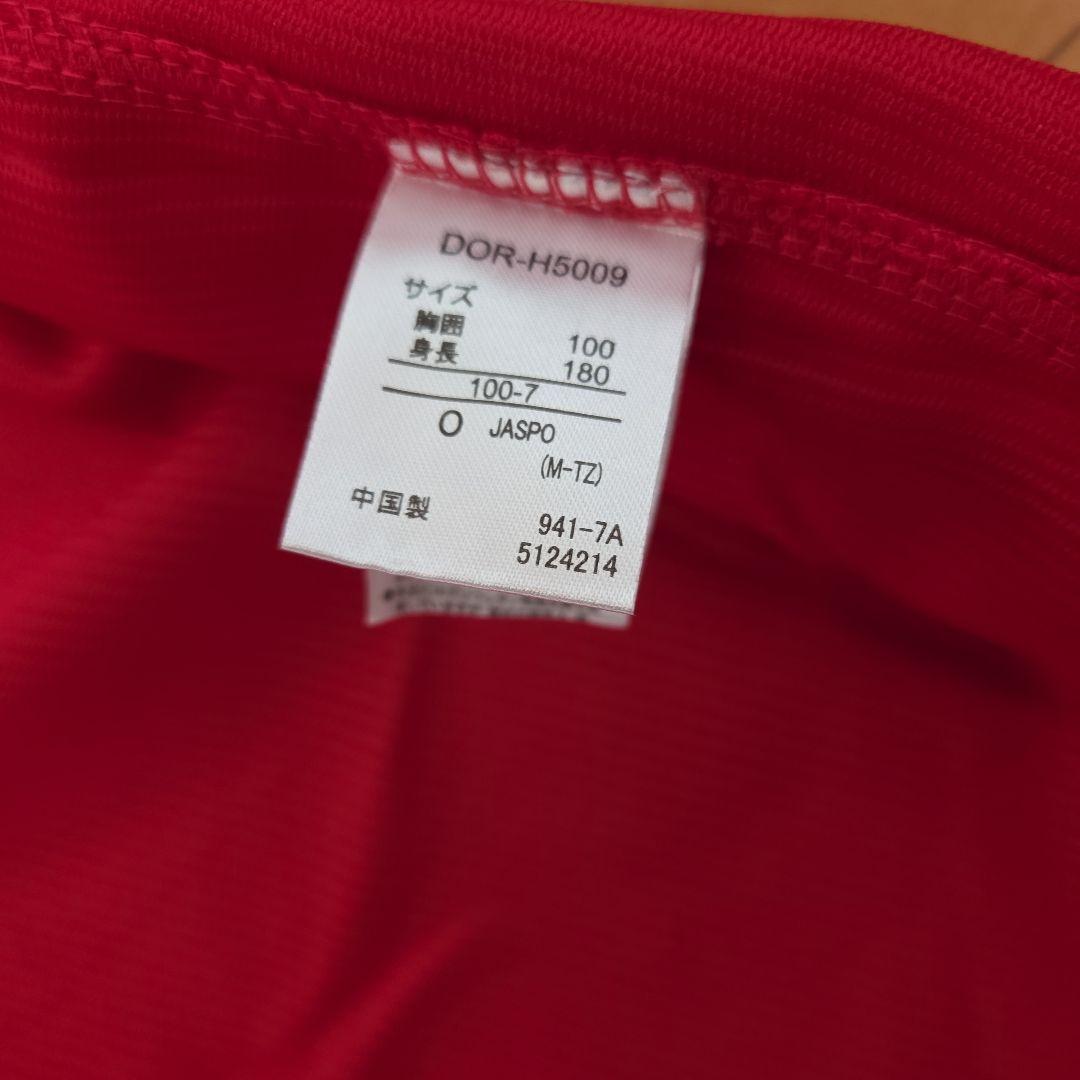 DOR-H5009
サイズ
胸囲 100
身長 180
100-7
O JASPO
(M-TZ)
中国製 941-7A
5124214